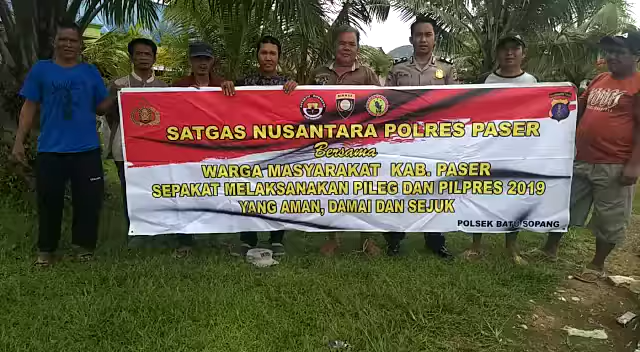 SATGAS NUSANTARA POLRES PASER
Bersama
WARGA MASYARAKAT KAB. PASER
SEPAKAT MELAKSANAKAN PILEG DAN PILPRES 2019
YANG AMAN, DAMAI DAN SEJUK
POLSEK BATU SOPANG